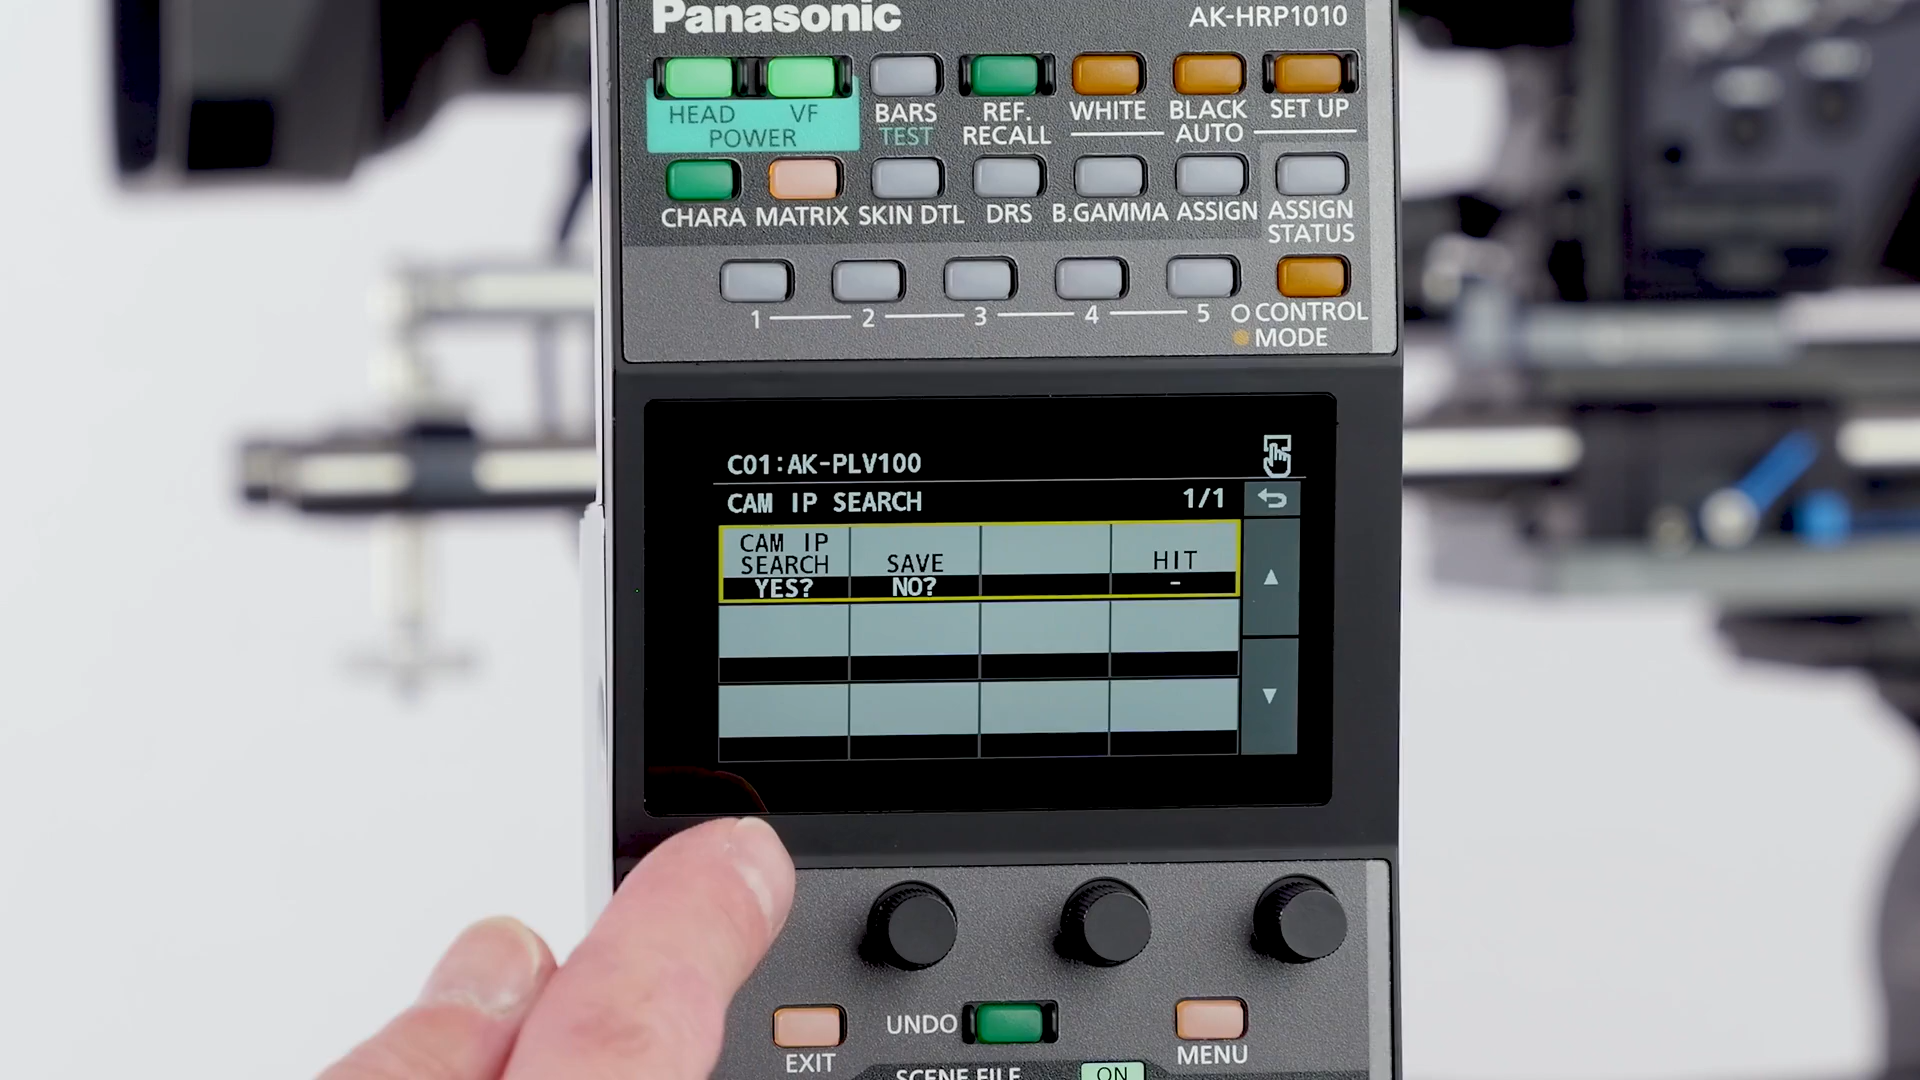 Panasonic
AK-HRP1010
HEAD VF
POWER
BARS
TEST
REF.
RECALL
WHITE
BLACK
AUTO
SET UP
CHARA
MATRIX
SKIN DTL
DRS
B.GAMMA
ASSIGN
ASSIGN
STATUS
1
2
3
4
5
CONTROL
MODE
C01:AK-PLV100
CAM IP SEARCH 1/1
CAM IP
SEARCH
YES?
SAVE
NO?
HIT
-
EXIT
UNDO
MENU
SCENE FILE
ON